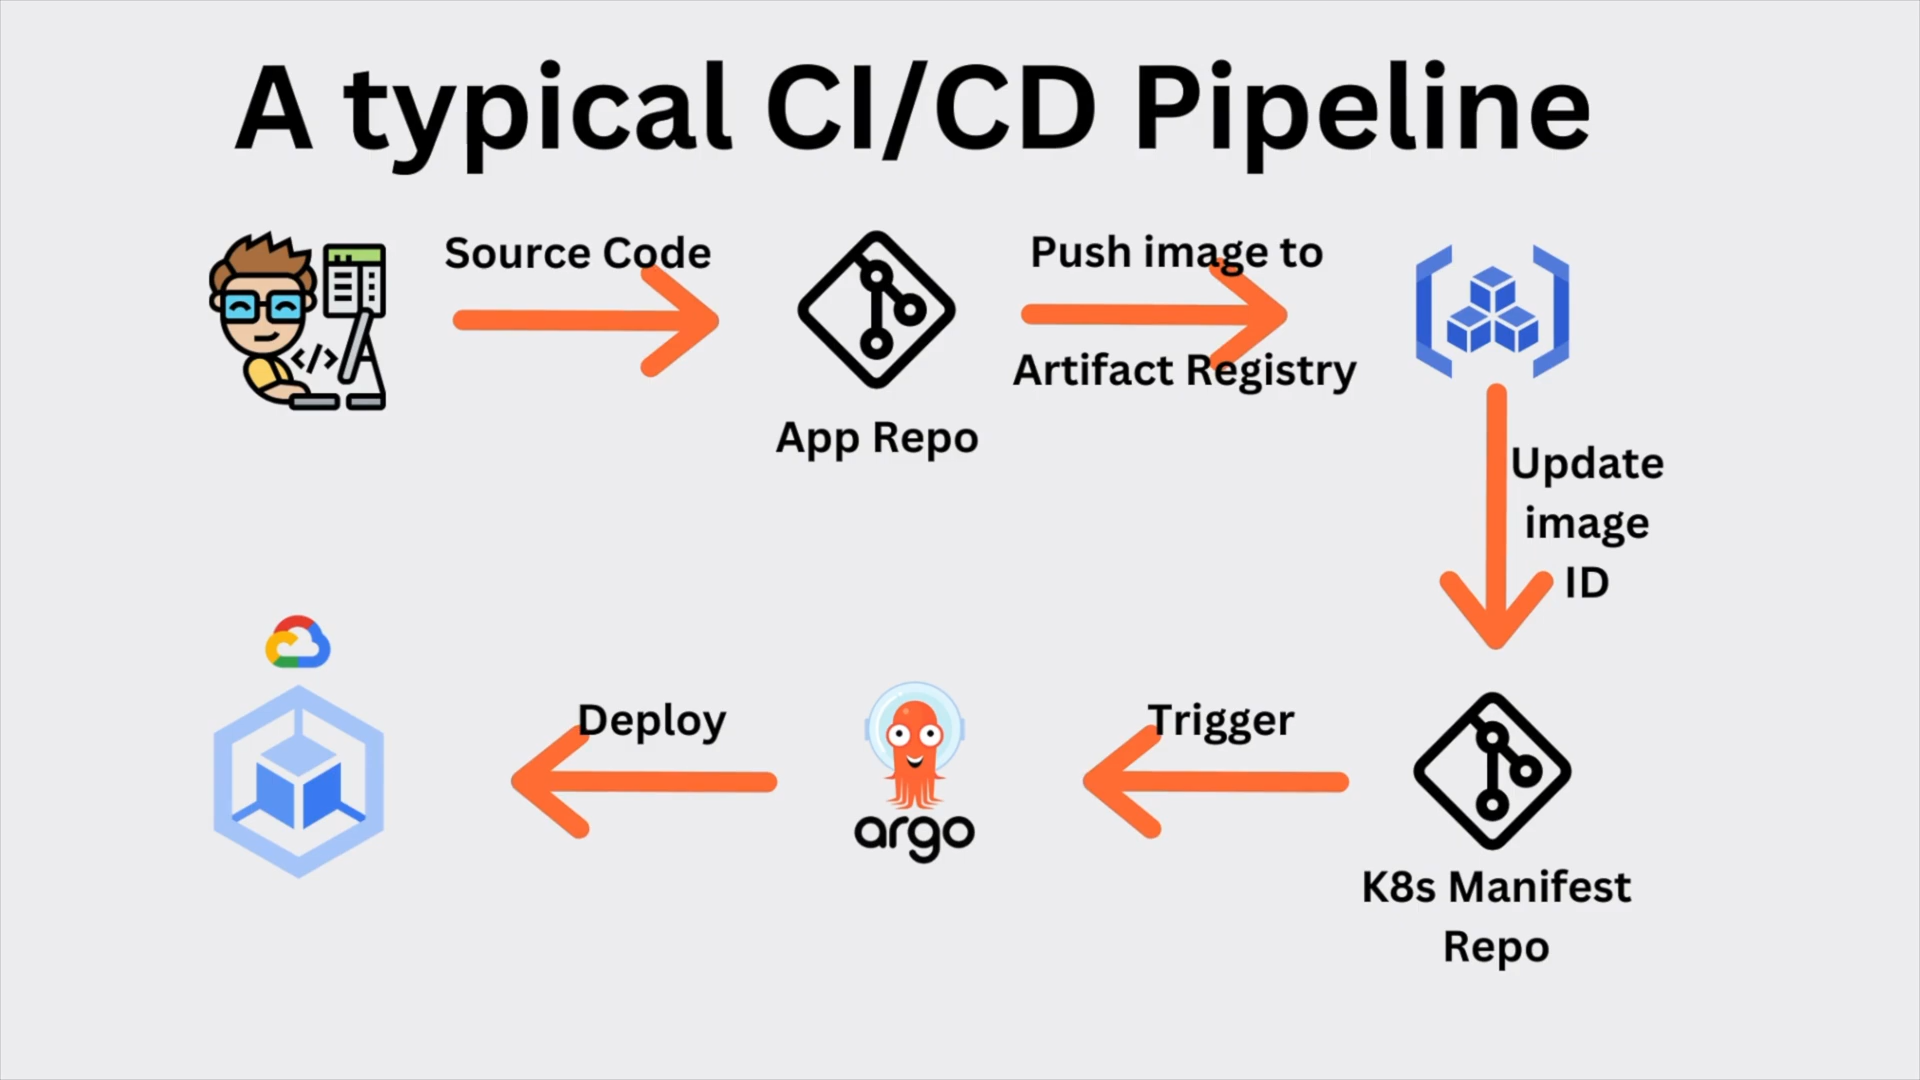 A typical CI/CD Pipeline
Source Code
Push image to
Artifact Registry
</>
App Repo
Update
image
ID
Deploy
argo
Trigger
K8s Manifest
Repo